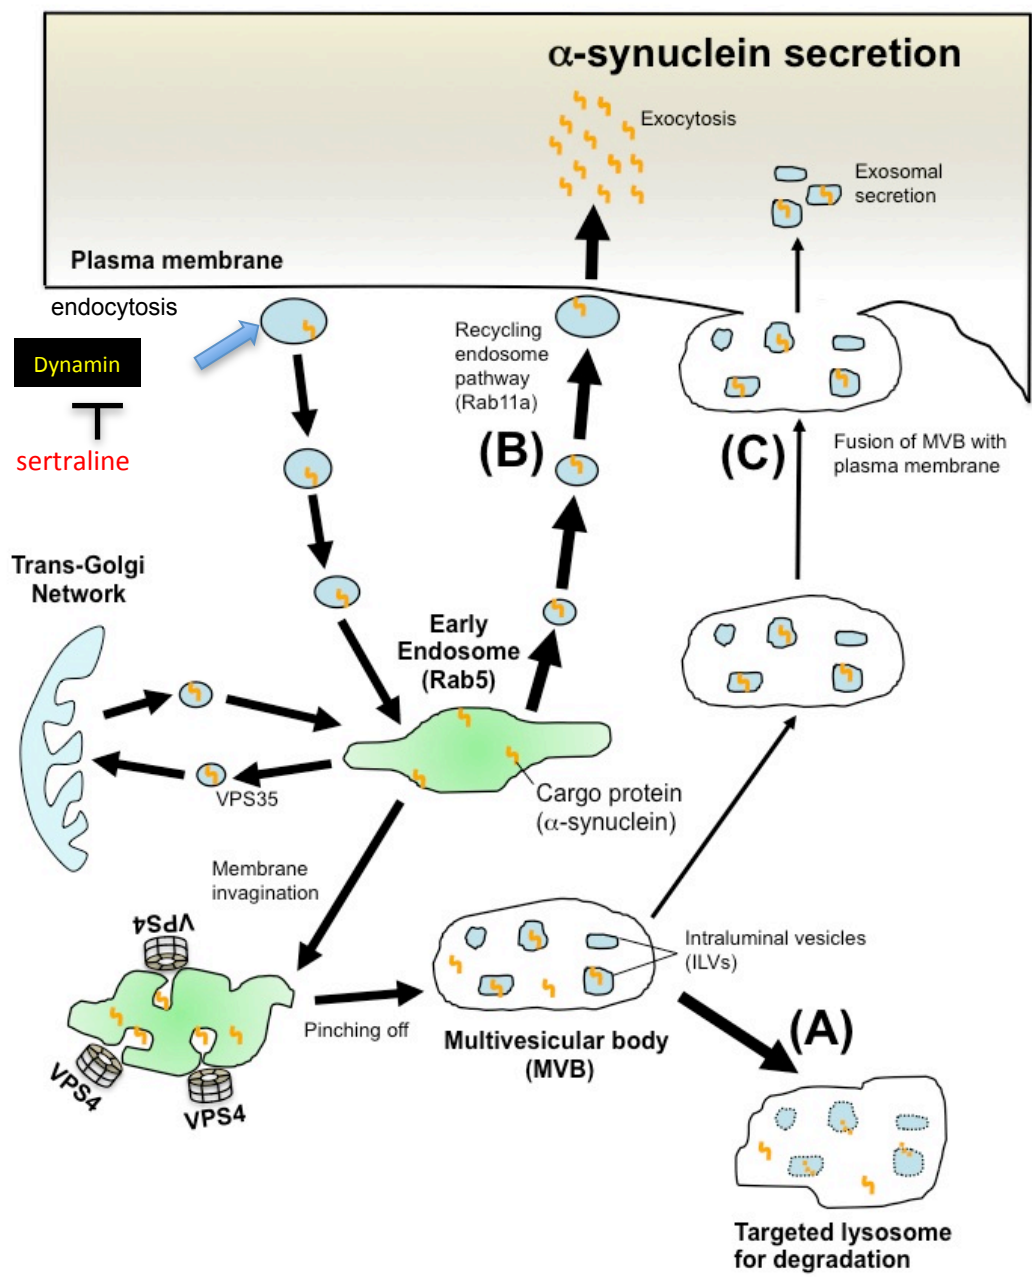 α-synuclein secretion
Exocytosis
Exosomal
secretion
Plasma membrane
endocytosis
Dynamin
sertraline
Recycling
endosome
pathway
(Rab11a)
(B)
(C)
Fusion of MVB with
plasma membrane
Trans-Golgi
Network
Early
Endosome
(Rab5)
VPS35
Cargo protein
(α-synuclein)
Membrane
invagination
VPS4
VPS4
VPS4
Pinching off
Intraluminal vesicles
(ILVs)
Multivesicular body
(MVB)
(A)
Targeted lysosome
for degradation